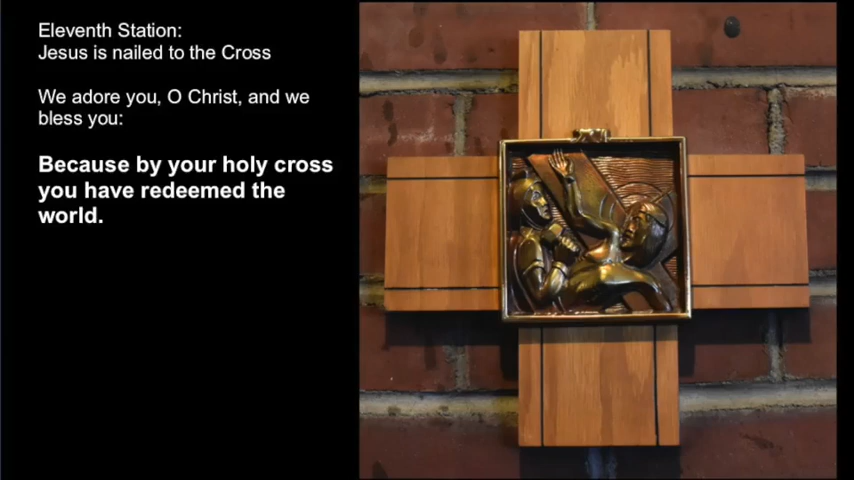 Eleventh Station:
Jesus is nailed to the Cross
We adore you, O Christ, and we
bless you:
Because by your holy cross
you have redeemed the
world.